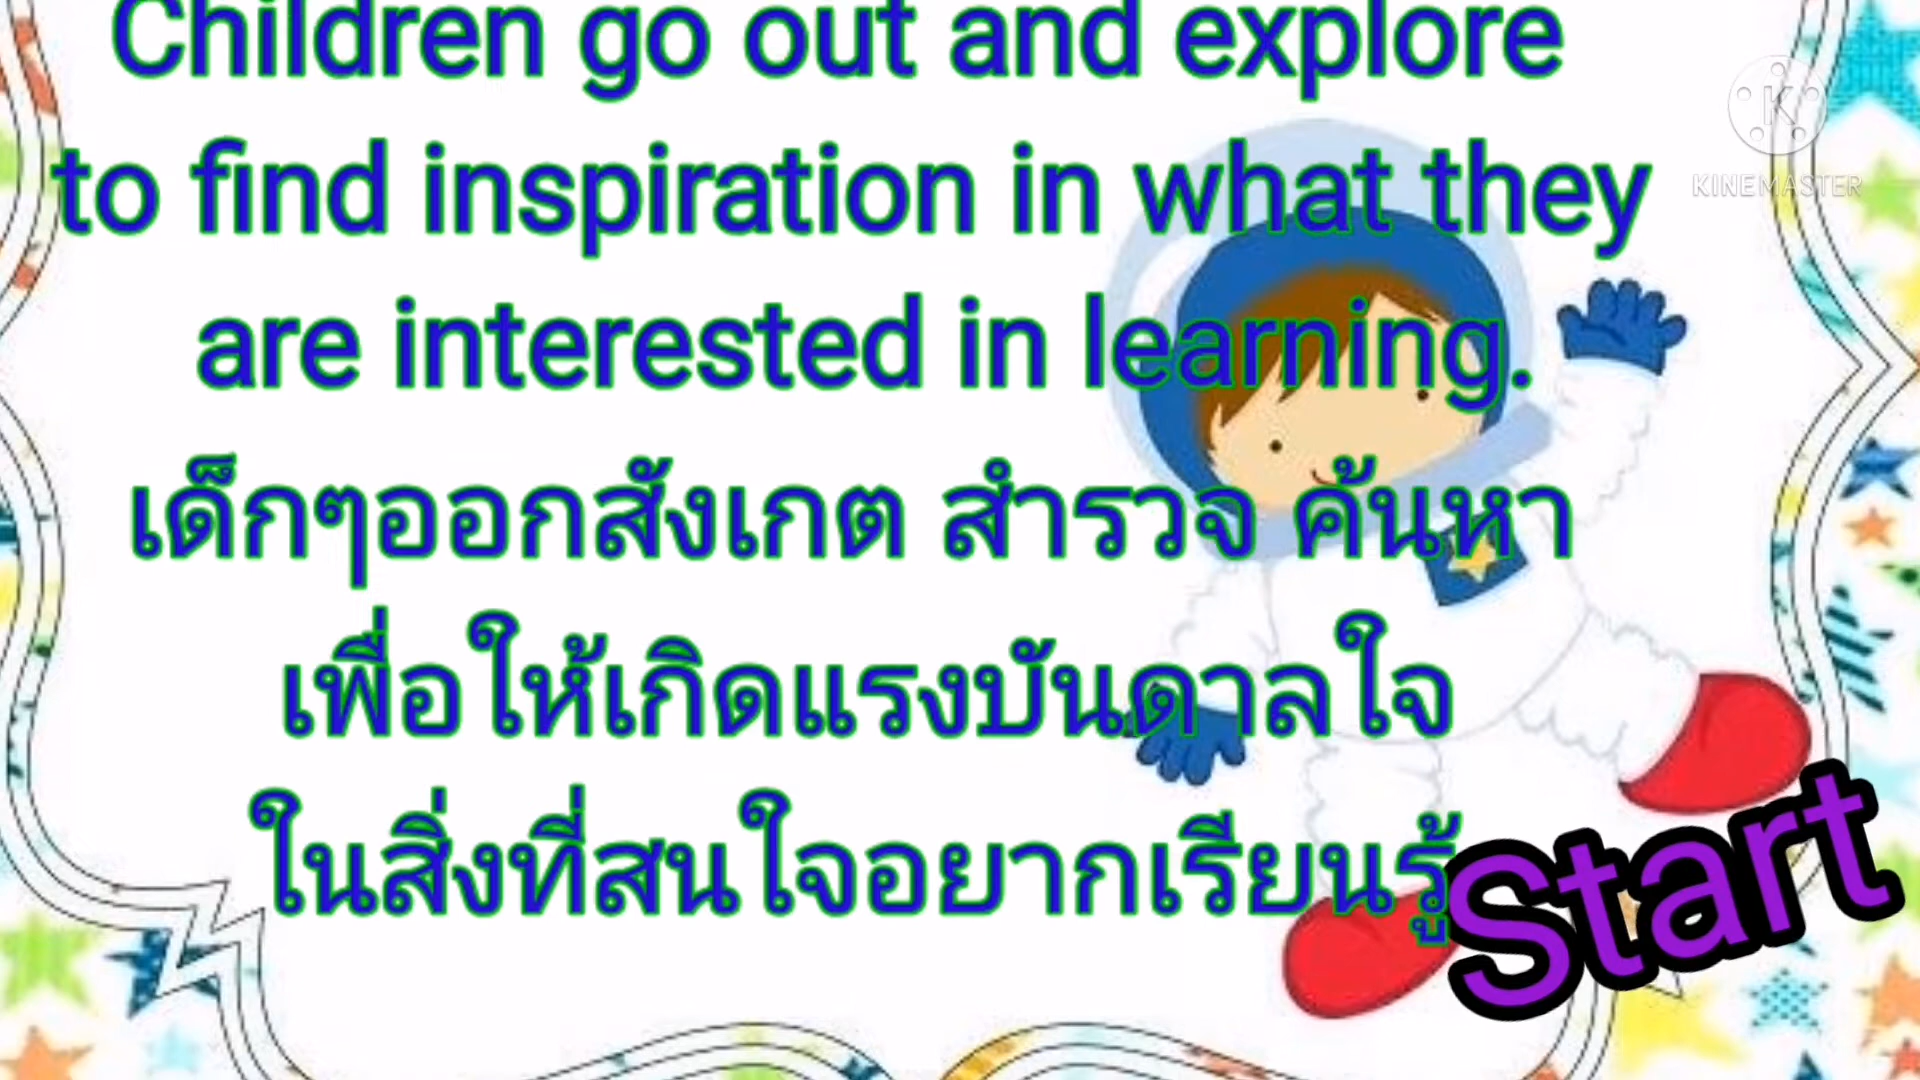 Children go out and explore
to find inspiration in what they
are interested in learning.
เด็กๆออกสังเกต สำรวจ ค้นหา
เพื่อให้เกิดแรงบันดาลใจ
ในสิ่งที่สนใจอยากเรียนรู้
Start
K
KINEMASTER